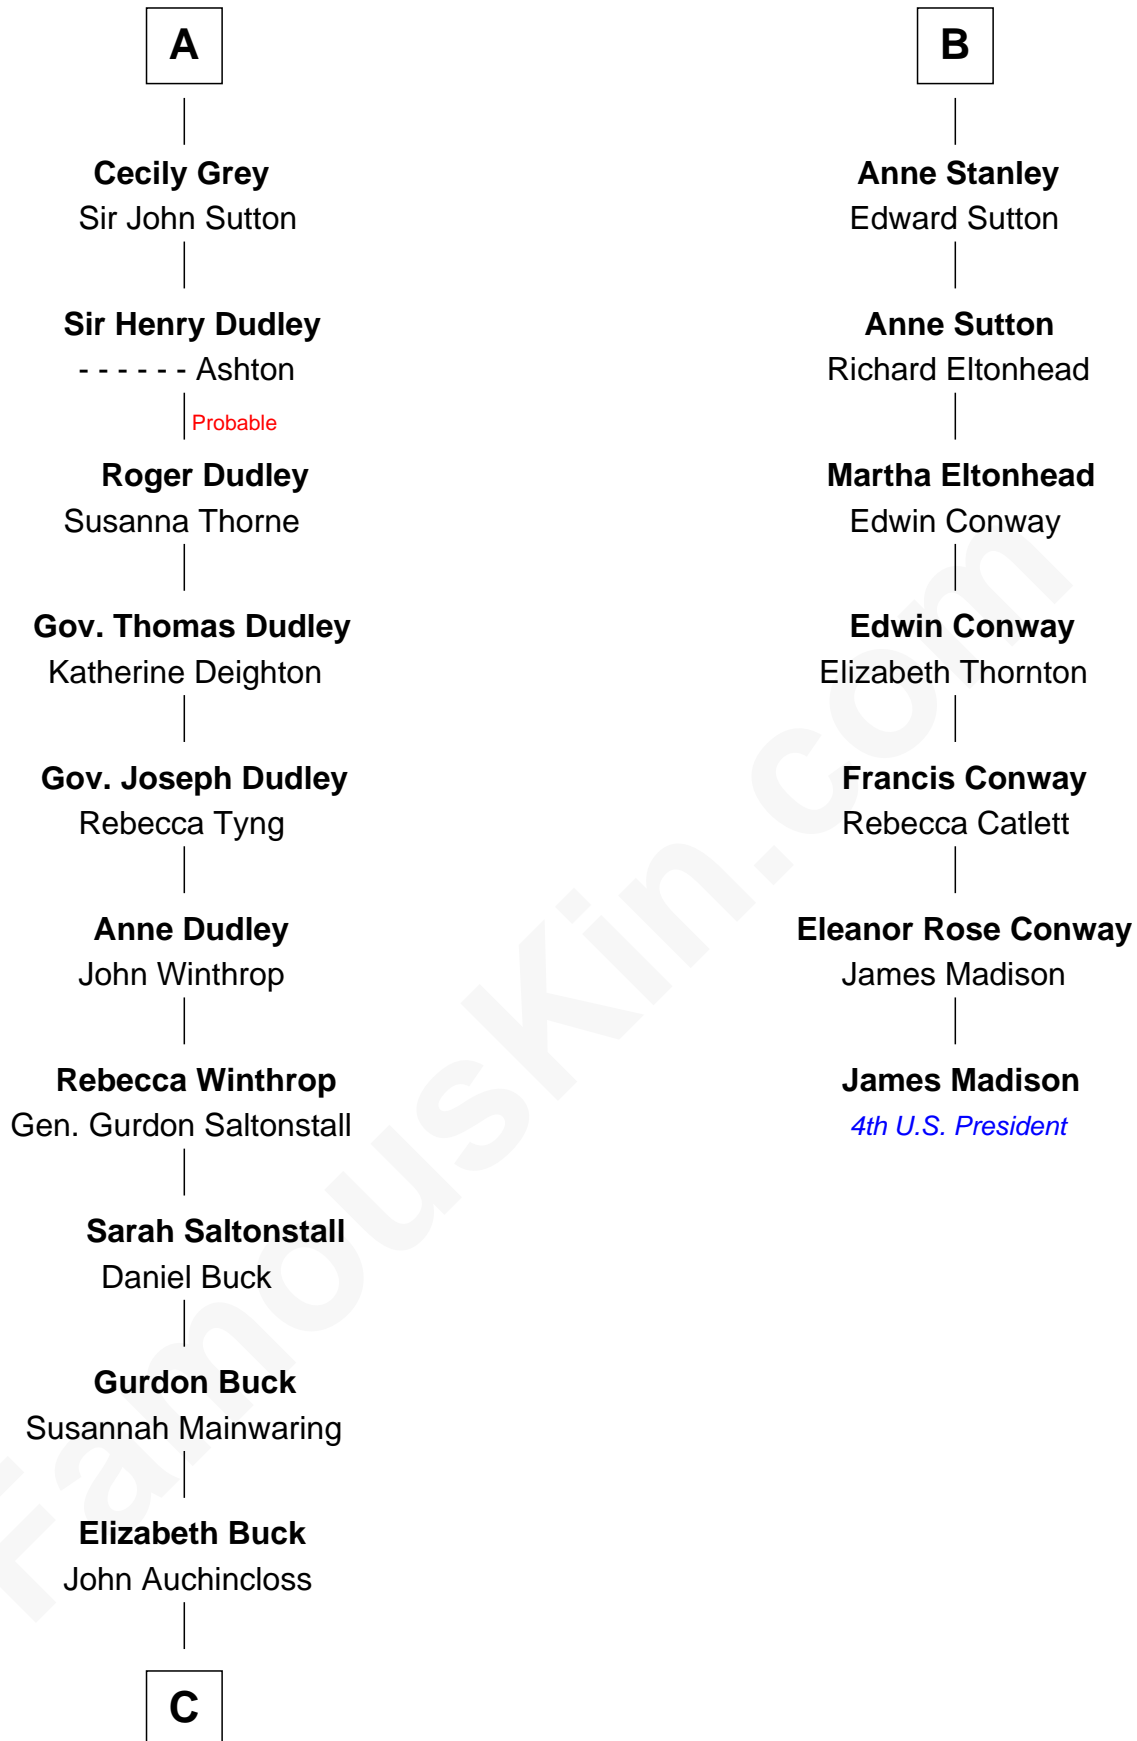 A
Cecily Grey
Sir John Sutton
Sir Henry Dudley
- - - - - - Ashton
Probable
Roger Dudley
Susanna Thorne
Gov. Thomas Dudley
Katherine Deighton
Gov. Joseph Dudley
Rebecca Tyng
Anne Dudley
John Winthrop
Rebecca Winthrop
Gen. Gurdon Saltonstall
Sarah Saltonstall
Daniel Buck
Gurdon Buck
Susannah Mainwaring
Elizabeth Buck
John Auchincloss
C
B
Anne Stanley
Edward Sutton
Anne Sutton
Richard Eltonhead
Martha Eltonhead
Edwin Conway
Edwin Conway
Elizabeth Thornton
Francis Conway
Rebecca Catlett
Eleanor Rose Conway
James Madison
James Madison
4th U.S. President
FamousKin.com